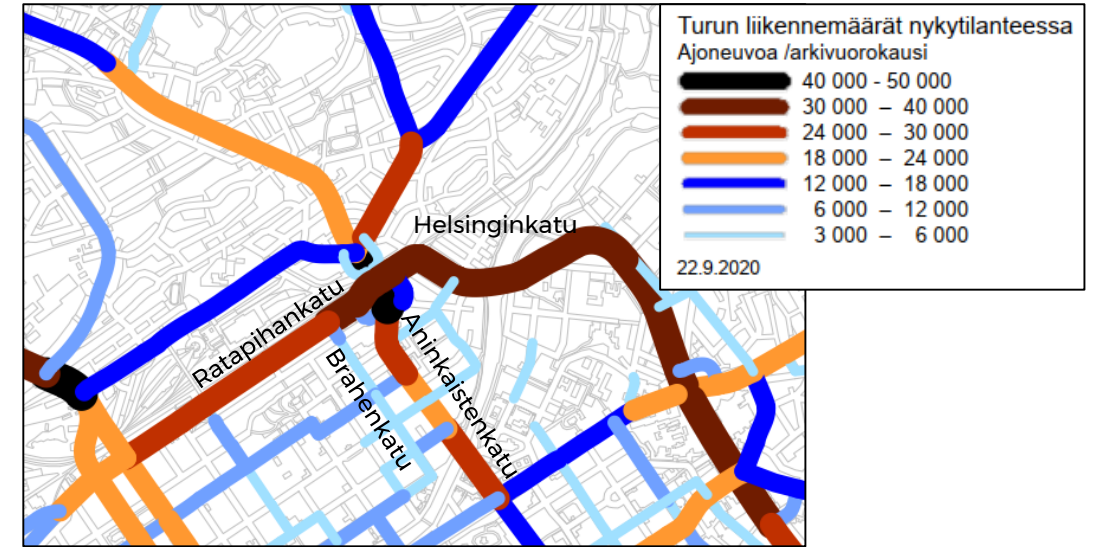 Turun liikennemäärät nykytilanteessa
Ajoneuvoa /arkivuorokausi
40 000 - 50 000
30 000 – 40 000
24 000 – 30 000
18 000 – 24 000
12 000 – 18 000
6 000 – 12 000
3 000 – 6 000
22.9.2020
Helsinginkatu
Ratapihankatu
Aninkaistenkatu
Brahenkatu